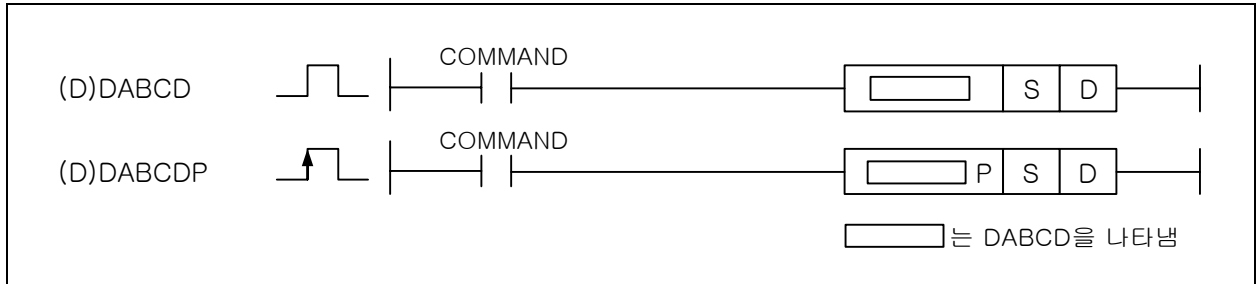 COMMAND
(D)DABCD S D
COMMAND
(D)DABCDP P S D
는 DABCD을 나타냄